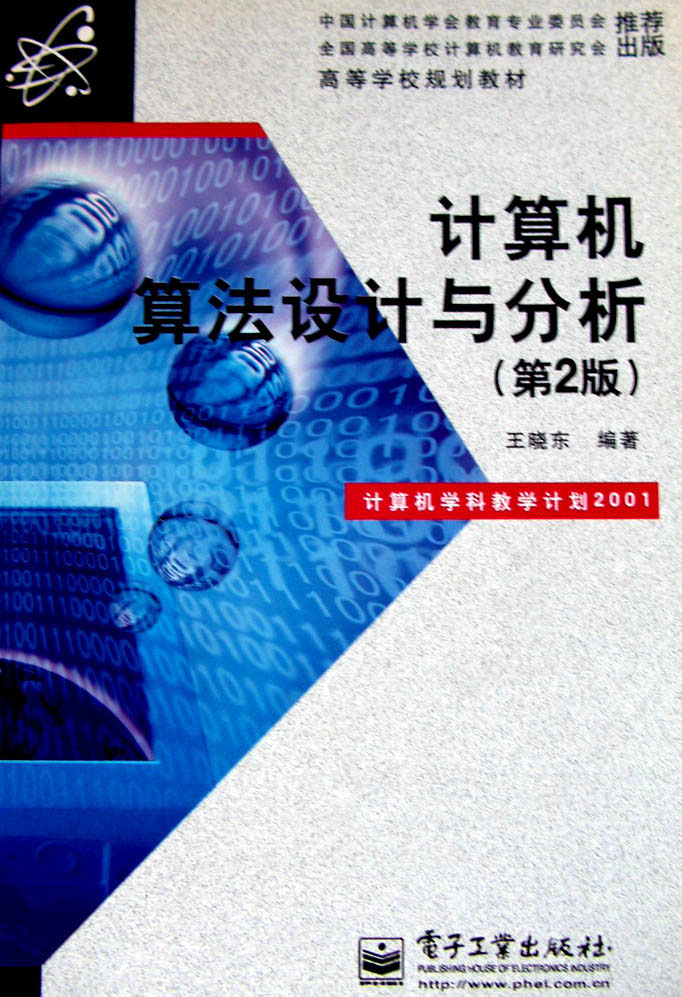 中国计算机学会教育专业委员会 推荐
全国高等学校计算机教育研究会 出版
高等学校规划教材
计算机
算法设计与分析
(第2版)
王晓东 编著
计算机学科教学计划2001
电子工业出版社
PUBLISHING HOUSE OF ELECTRONICS INDUSTRY
http://www.phei.com.cn